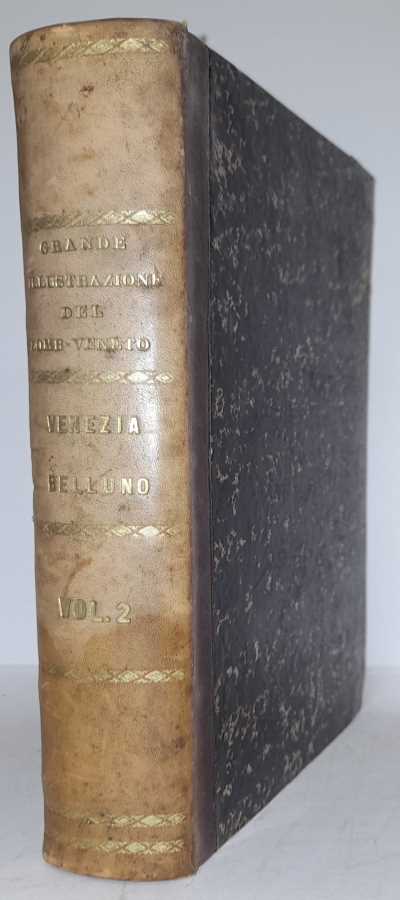 GRANDE
ILLUSTRAZIONE
DEL
LOMB-VENETO
VENEZIA
BELLUNO
VOL. 2